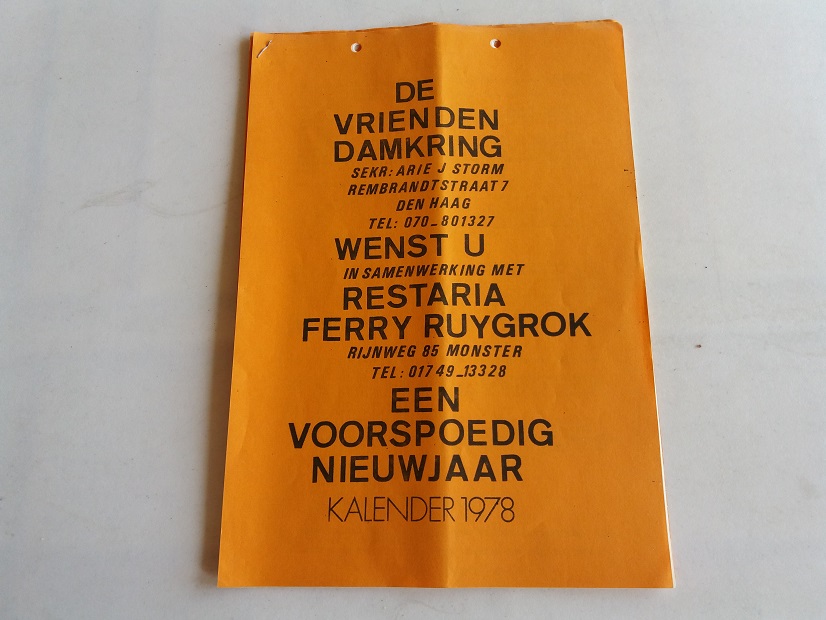 DE
VRIENDEN
DAMKRING
SEKR: ARIE J STORM
REMBRANDTSTRAAT 7
DEN HAAG
TEL: 070_801327
WENST U
IN SAMENWERKING MET
RESTARIA
FERRY RUYGROK
RIJNWEG 85 MONSTER
TEL: 01749_13328
EEN
VOORSPOEDIG
NIEUWJAAR
KALENDER 1978